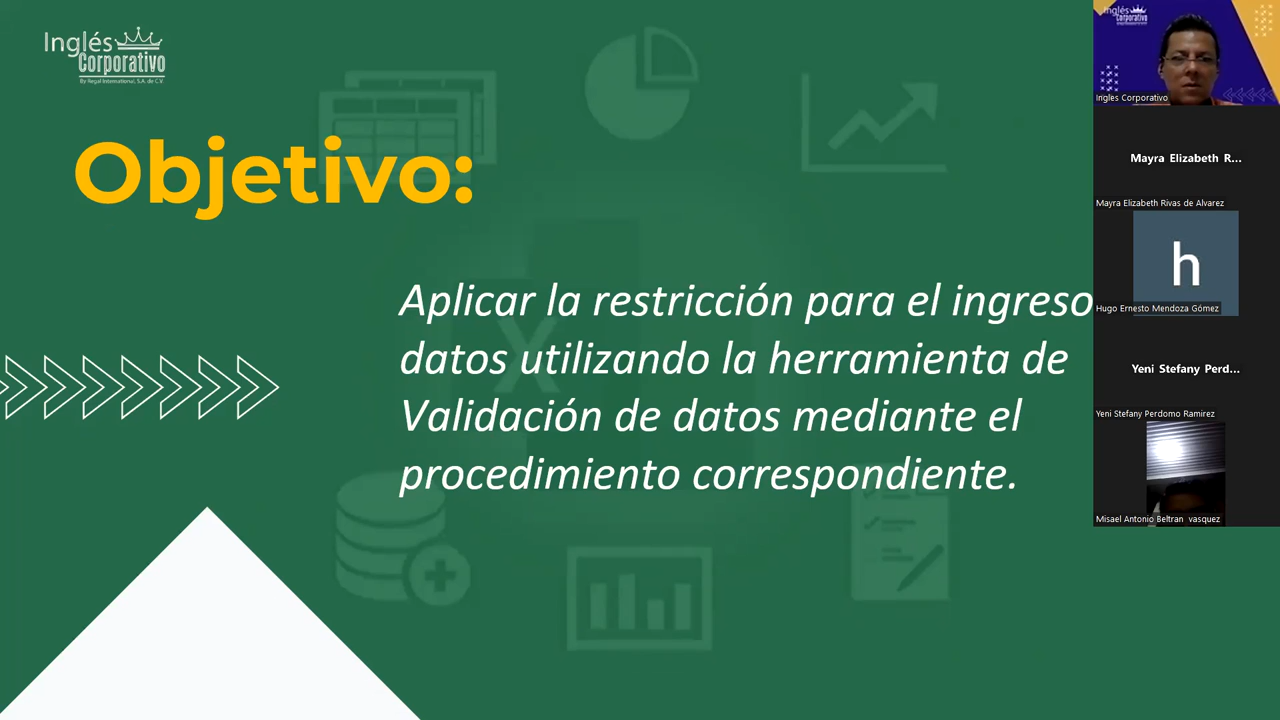 Inglés
Corporativo
By Regal International, S.A. de C.V.
Objetivo:
Aplicar la restricción para el ingreso
datos utilizando la herramienta de
Validación de datos mediante el
procedimiento correspondiente.
Inglés
Corporativo
Ingles Corporativo
Mayra Elizabeth R...
Mayra Elizabeth Rivas de Alvarez
h
Hugo Ernesto Mendoza Gómez
Yeni Stefany Perd...
Yeni Stefany Perdomo Ramirez
Misael Antonio Beltran vasquez